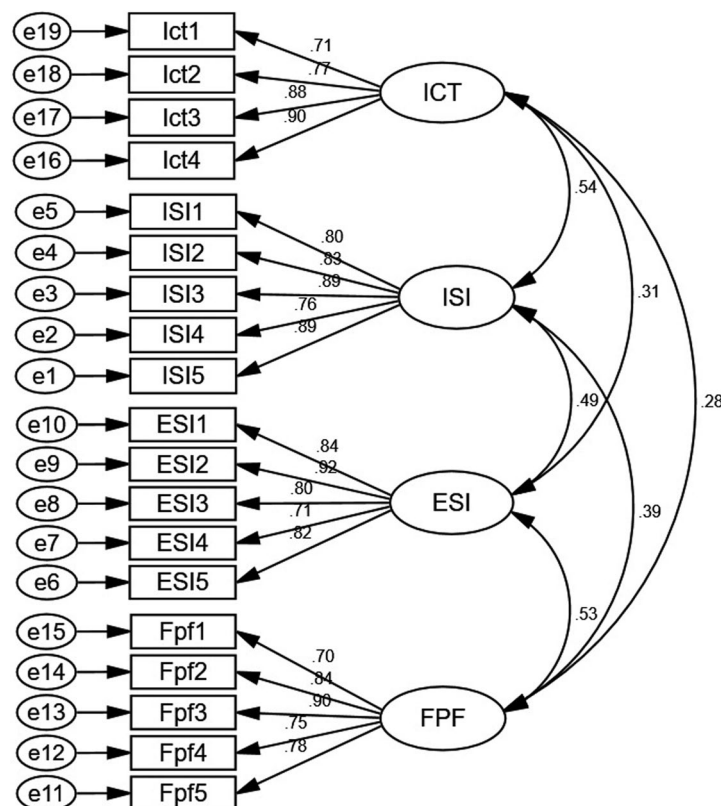 e19 Ict1
.71
e18 Ict2
.77
ICT
e17 Ict3
.88
e16 Ict4
.90
.54
e5 ISI1
.80
e4 ISI2
.83
e3 ISI3
.89
ISI
.31
e2 ISI4
.76
e1 ISI5
.89
.49
.28
e10 ESI1
.84
e9 ESI2
.92
e8 ESI3
.80
ESI
.39
e7 ESI4
.71
e6 ESI5
.82
.53
e15 Fpf1
.70
e14 Fpf2
.84
e13 Fpf3
.90
FPF
e12 Fpf4
.75
e11 Fpf5
.78